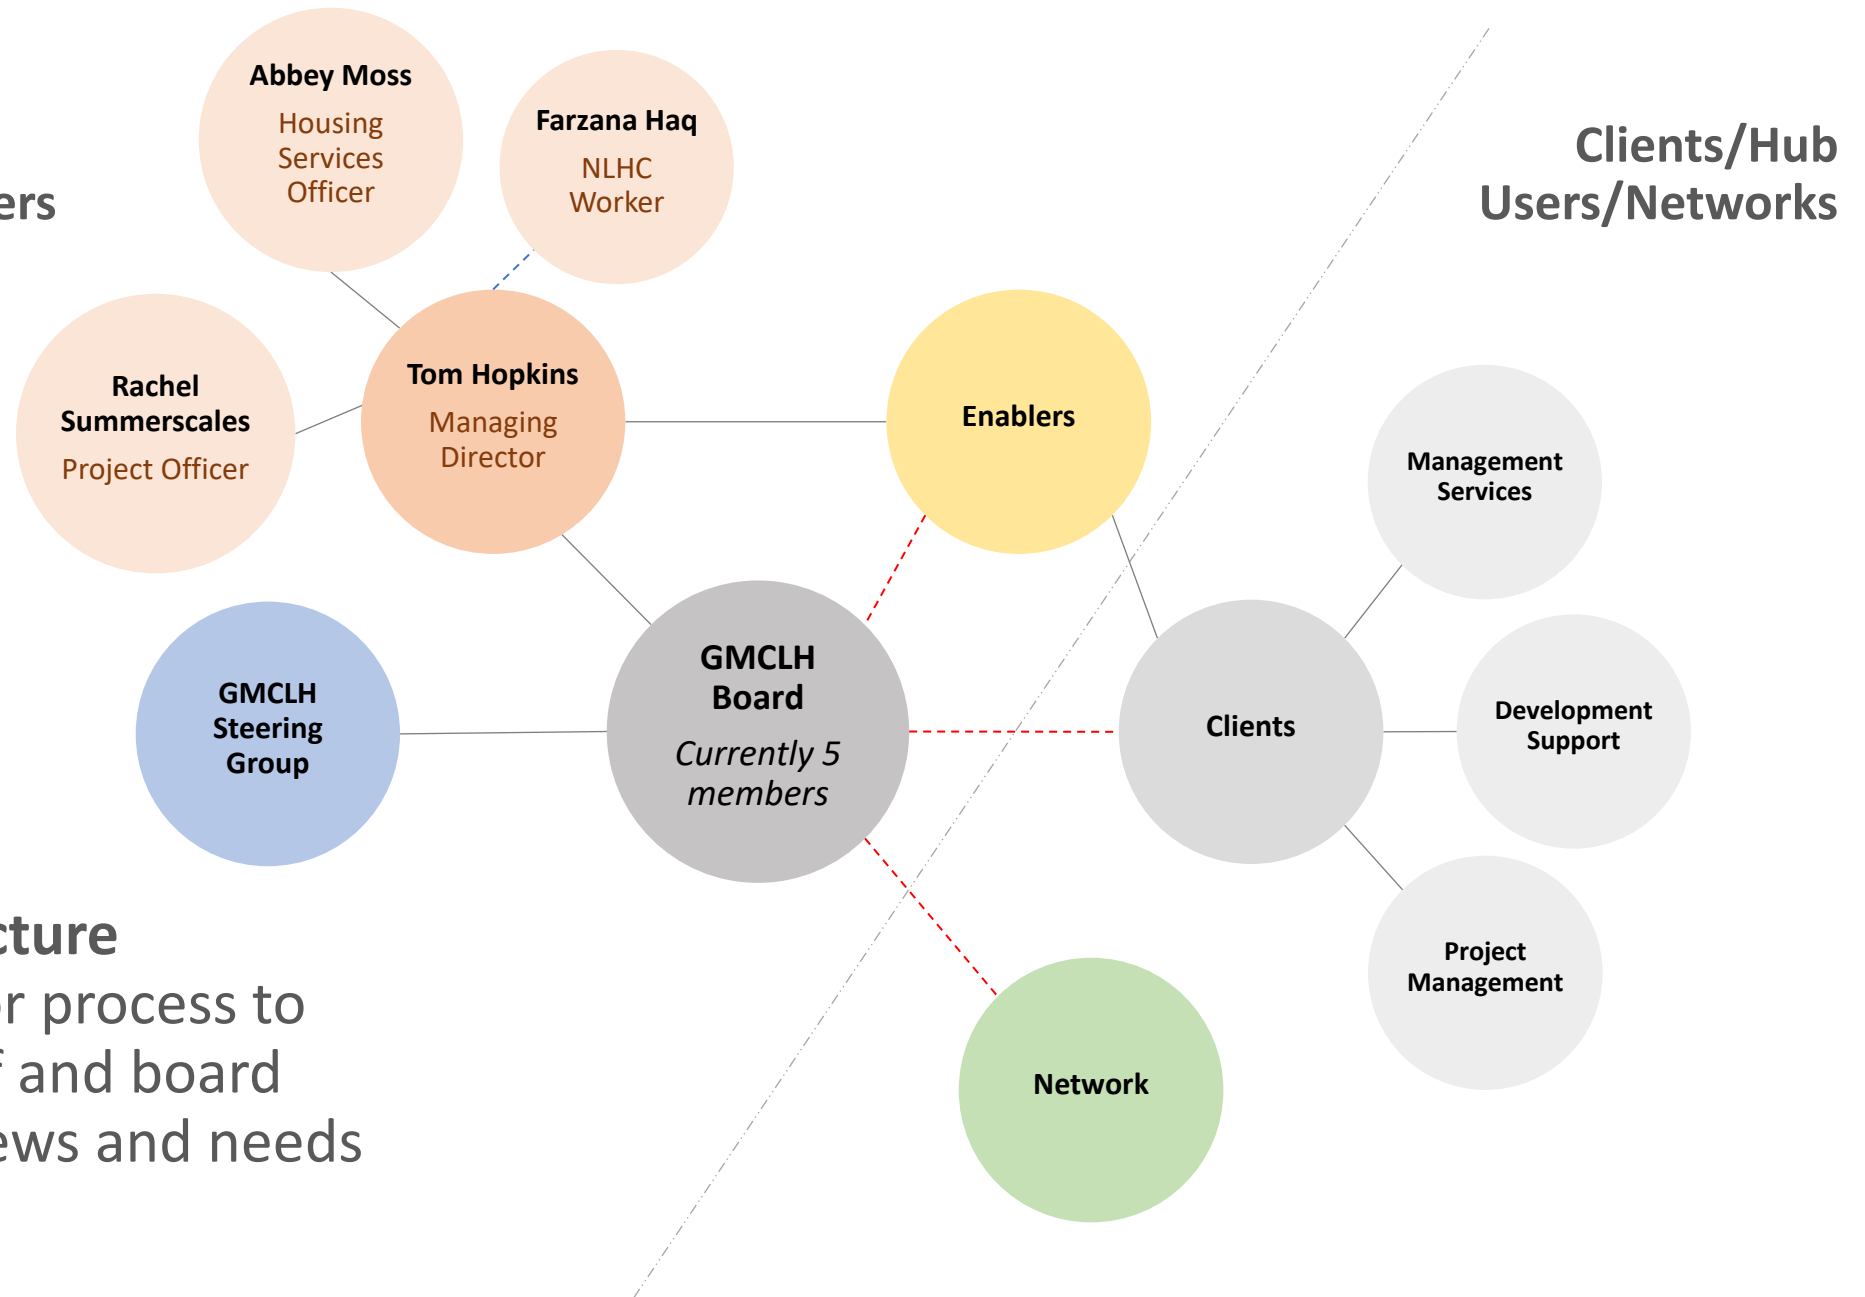 Abbey Moss
Housing
Services
Officer
Farzana Haq
NLHC
Worker
Clients/Hub
Users/Networks
ers
Rachel
Summerscales
Project Officer
Tom Hopkins
Managing
Director
Enablers
Management
Services
GMCLH
Steering
Group
GMCLH
Board
Currently 5
members
Clients
Development
Support
Project
Management
Network
cture
or process to
f and board
ews and needs